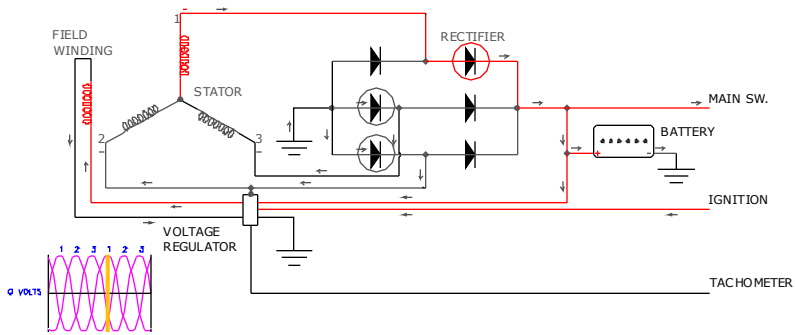 1
FIELD
WINDING
RECTIFIER
STATOR
MAIN SW.
BATTERY
+ -
2
3
IGNITION
VOLTAGE
REGULATOR
1 2 3 1 2 3
0 VOLTS
TACHOMETER